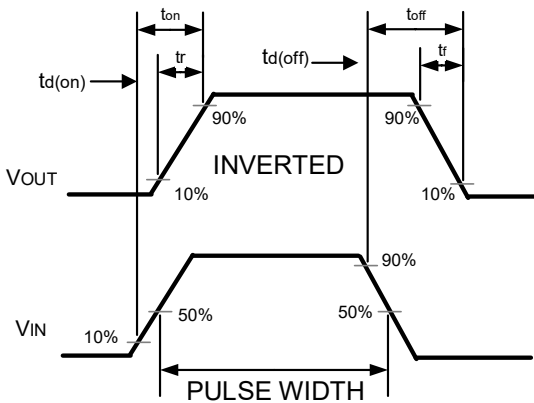 ton
toff
tr
tf
td(on)
td(off)
90%
90%
INVERTED
VOUT
10%
10%
90%
50%
50%
VIN
10%
PULSE WIDTH